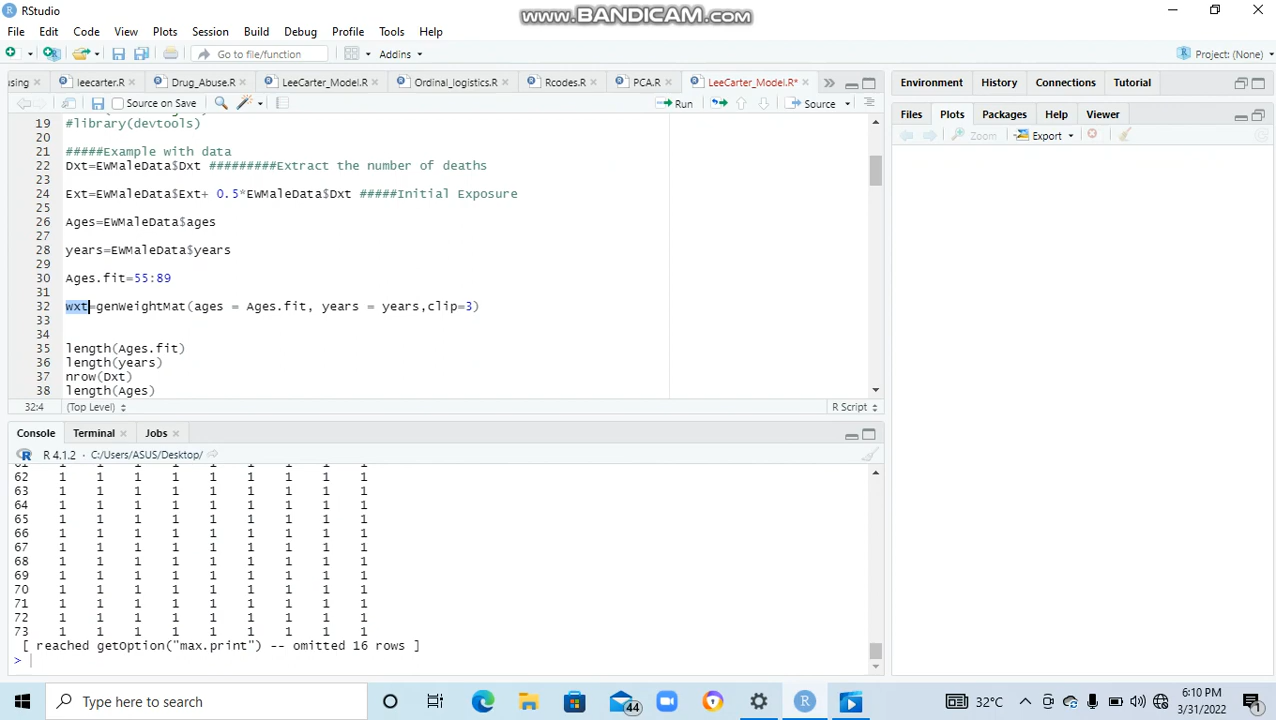 RStudio
www.BANDICAM.com
File Edit Code View Plots Session Build Debug Profile Tools Help
Go to file/function Addins Project: (None)
ising leecarter.R Drug_Abuse.R LeeCarter_Model.R Ordinal_logistics.R Rcodes.R PCA.R LeeCarter_Model.R*
Source on Save Run Source
19 #library(devtools)
20
21 #####Example with data
22 Dxt=EWMaleData$Dxt #########Extract the number of deaths
23
24 Ext=EWMaleData$Ext+ 0.5*EWMaleData$Dxt #####Initial Exposure
25
26 Ages=EWMaleData$ages
27
28 years=EWMaleData$years
29
30 Ages.fit=55:89
31
32 wxt=genWeightMat(ages = Ages.fit, years = years,clip=3)
33
34
35 length(Ages.fit)
36 length(years)
37 nrow(Dxt)
38 length(Ages)
32:4 (Top Level) R Script
Console Terminal Jobs
R 4.1.2 · C:/Users/ASUS/Desktop/
61 1 1 1 1 1 1 1 1 1
62 1 1 1 1 1 1 1 1 1
63 1 1 1 1 1 1 1 1 1
64 1 1 1 1 1 1 1 1 1
65 1 1 1 1 1 1 1 1 1
66 1 1 1 1 1 1 1 1 1
67 1 1 1 1 1 1 1 1 1
68 1 1 1 1 1 1 1 1 1
69 1 1 1 1 1 1 1 1 1
70 1 1 1 1 1 1 1 1 1
71 1 1 1 1 1 1 1 1 1
72 1 1 1 1 1 1 1 1 1
73 1 1 1 1 1 1 1 1 1
[ reached getOption("max.print") -- omitted 16 rows ]
>
Environment History Connections Tutorial
Files Plots Packages Help Viewer
Zoom Export
Type here to search
44
32°C
6:10 PM
3/31/2022
1